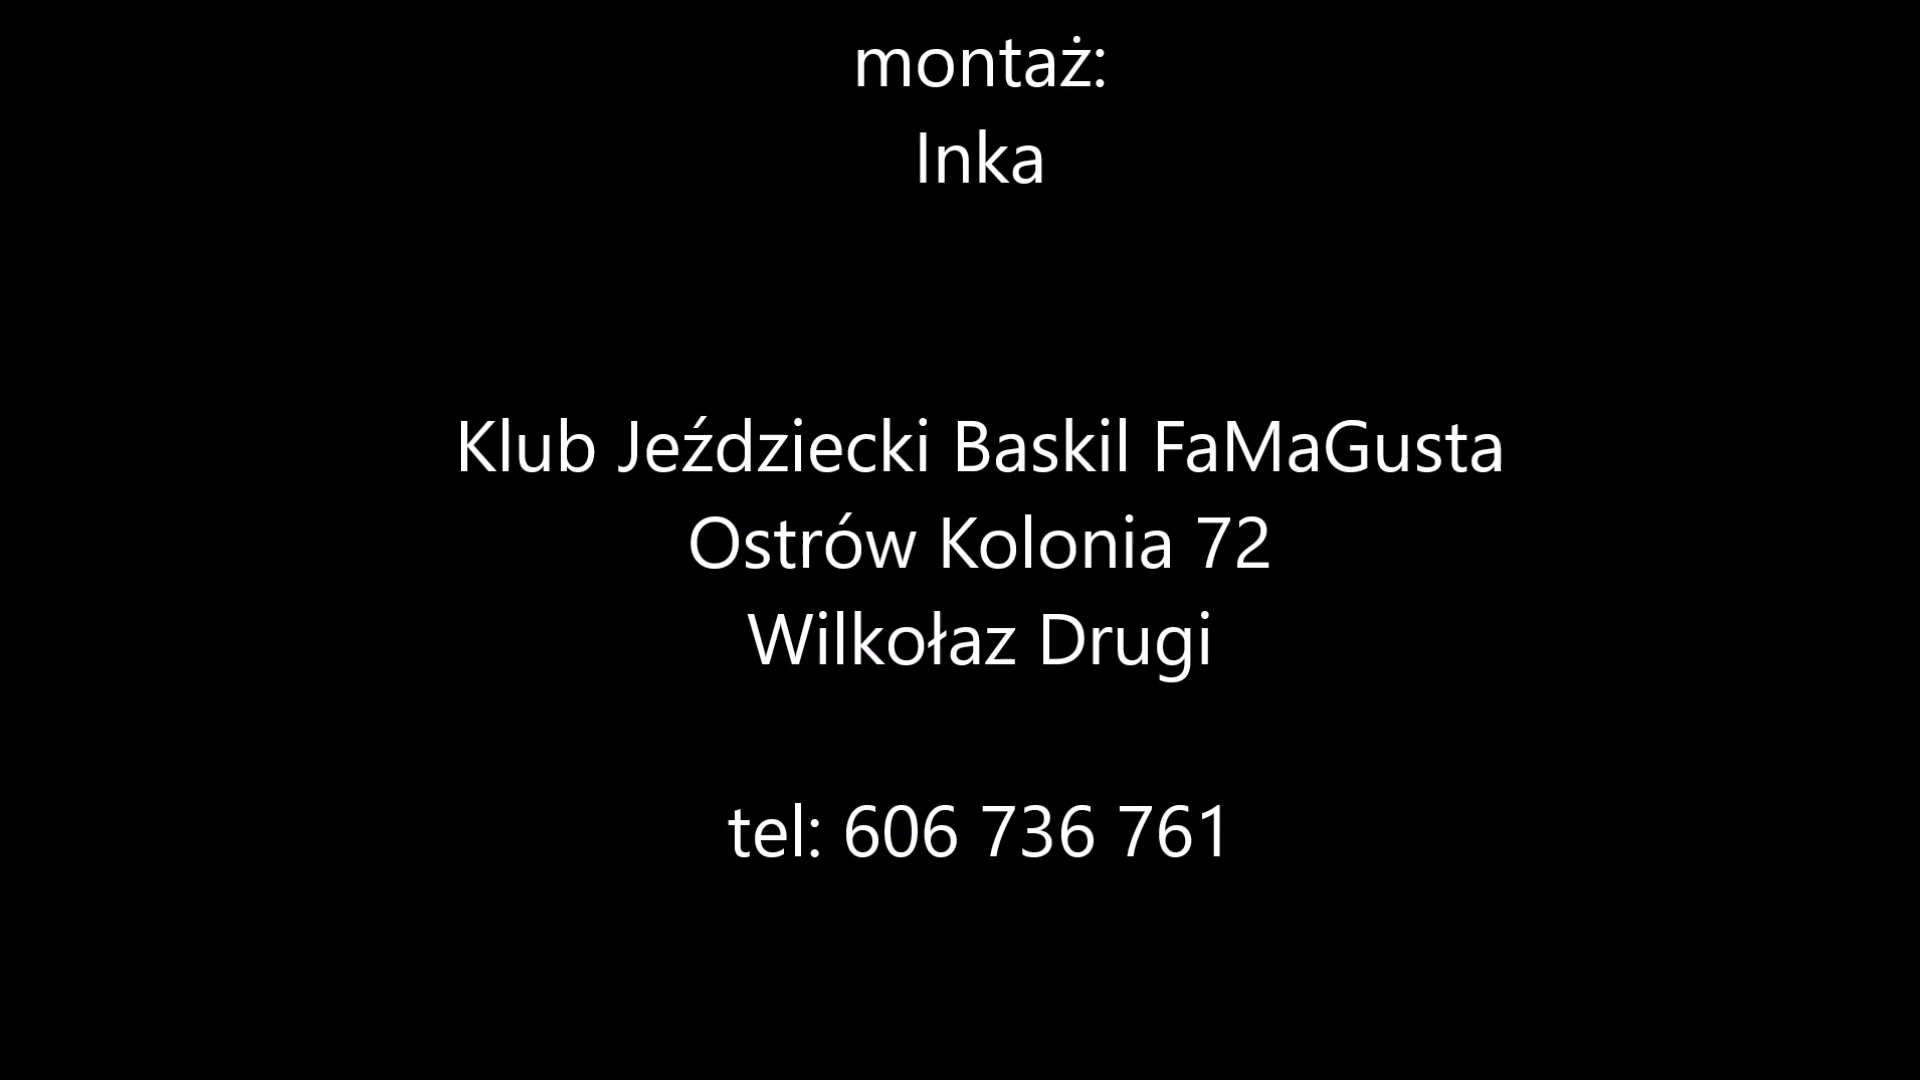 montaż:
Inka
Klub Jeździecki Baskil FaMaGusta
Ostrów Kolonia 72
Wilkołaz Drugi
tel: 606 736 761